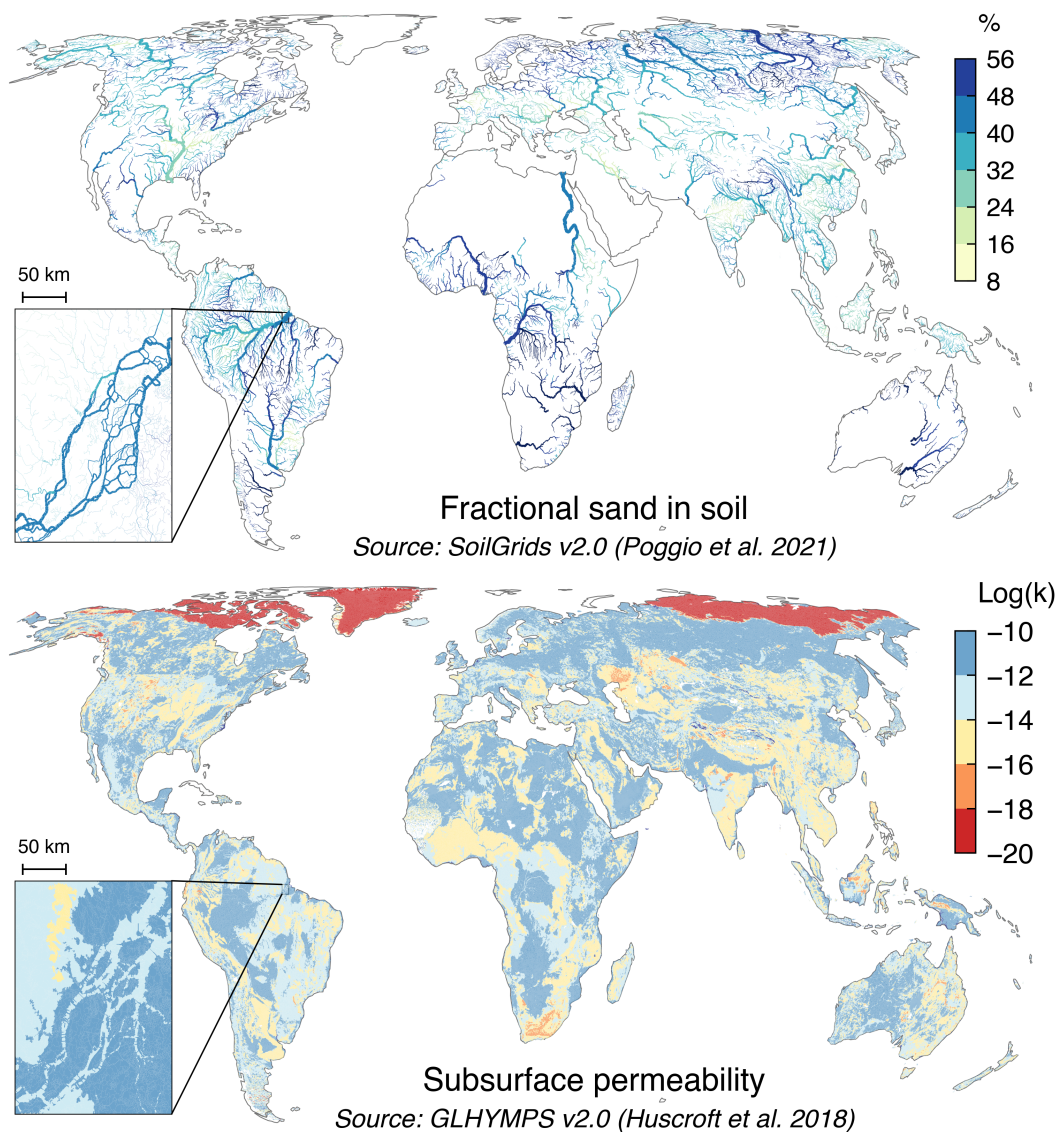 %
56
48
40
32
24
16
8
50 km
Fractional sand in soil
Source: SoilGrids v2.0 (Poggio et al. 2021)
Log(k)
−10
−12
−14
−16
−18
−20
50 km
Subsurface permeability
Source: GLHYMPS v2.0 (Huscroft et al. 2018)